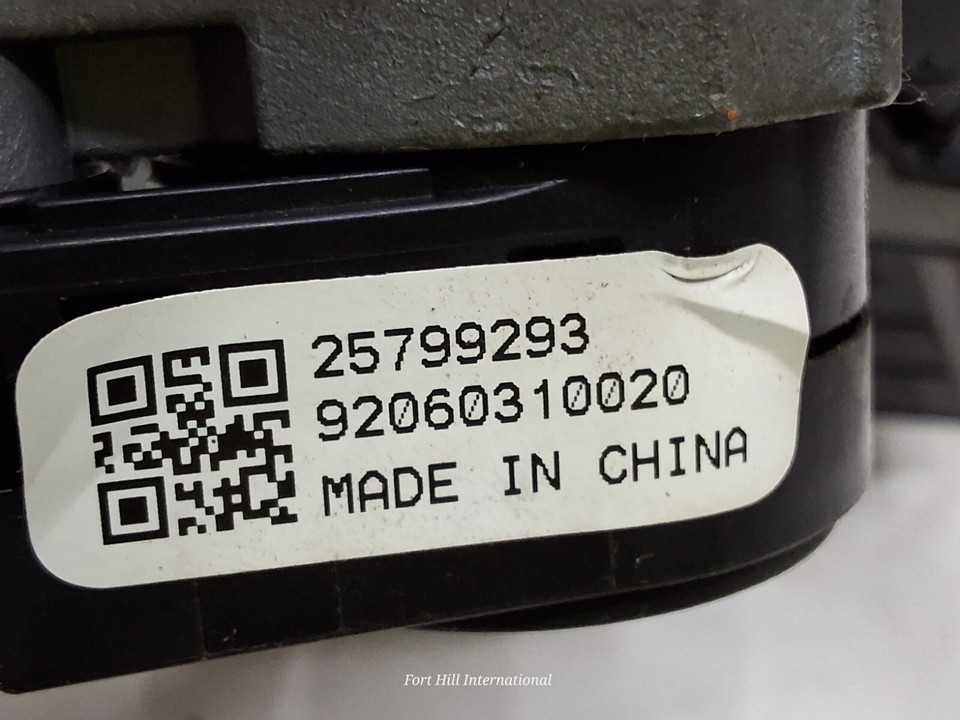 25799293
92060310020
MADE IN CHINA
Fort Hill International